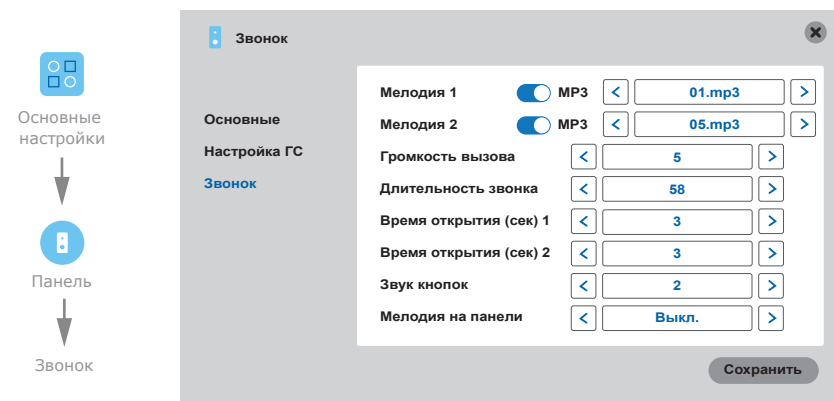 Основные
настройки
Панель
Звонок
Звонок
Основные
Настройка ГС
Звонок
Мелодия 1 MP3 < 01.mp3 >
Мелодия 2 MP3 < 05.mp3 >
Громкость вызова < 5 >
Длительность звонка < 58 >
Время открытия (сек) 1 < 3 >
Время открытия (сек) 2 < 3 >
Звук кнопок < 2 >
Мелодия на панели < Выкл. >
Сохранить